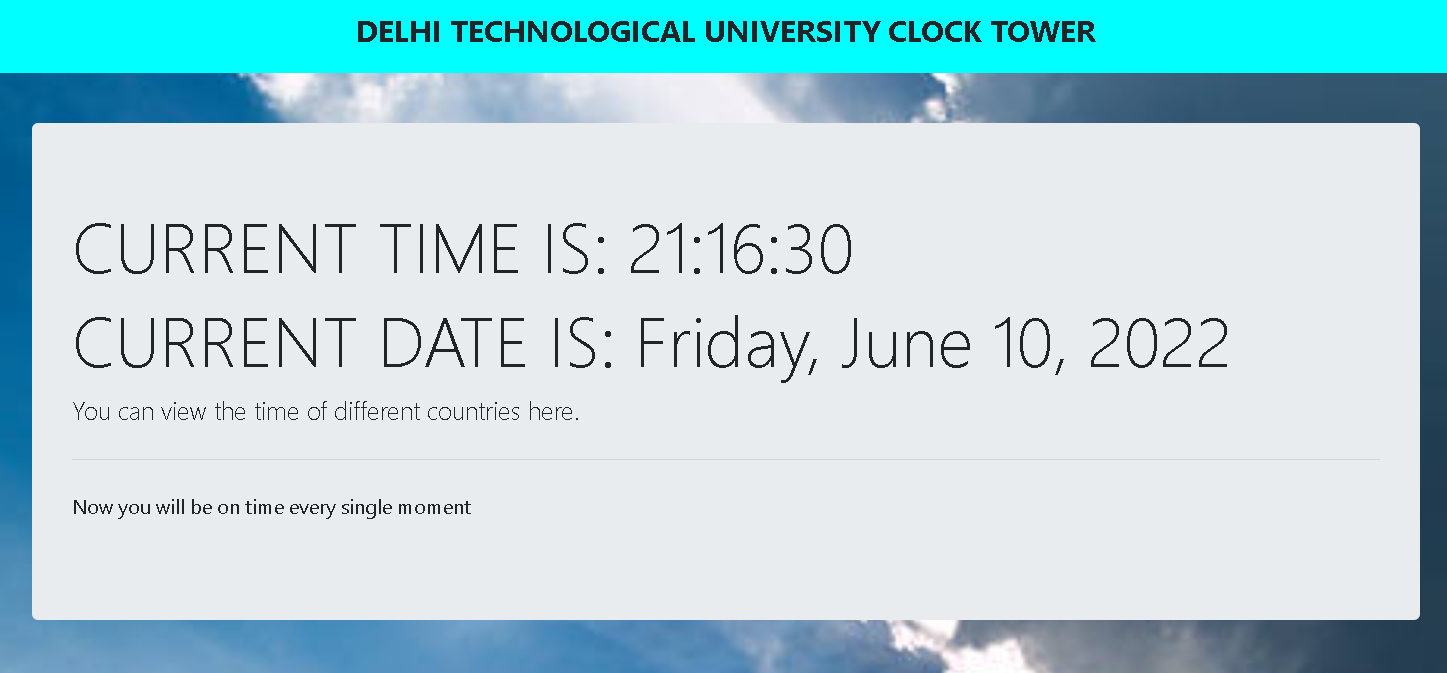 DELHI TECHNOLOGICAL UNIVERSITY CLOCK TOWER
CURRENT TIME IS: 21:16:30
CURRENT DATE IS: Friday, June 10, 2022
You can view the time of different countries here.
Now you will be on time every single moment